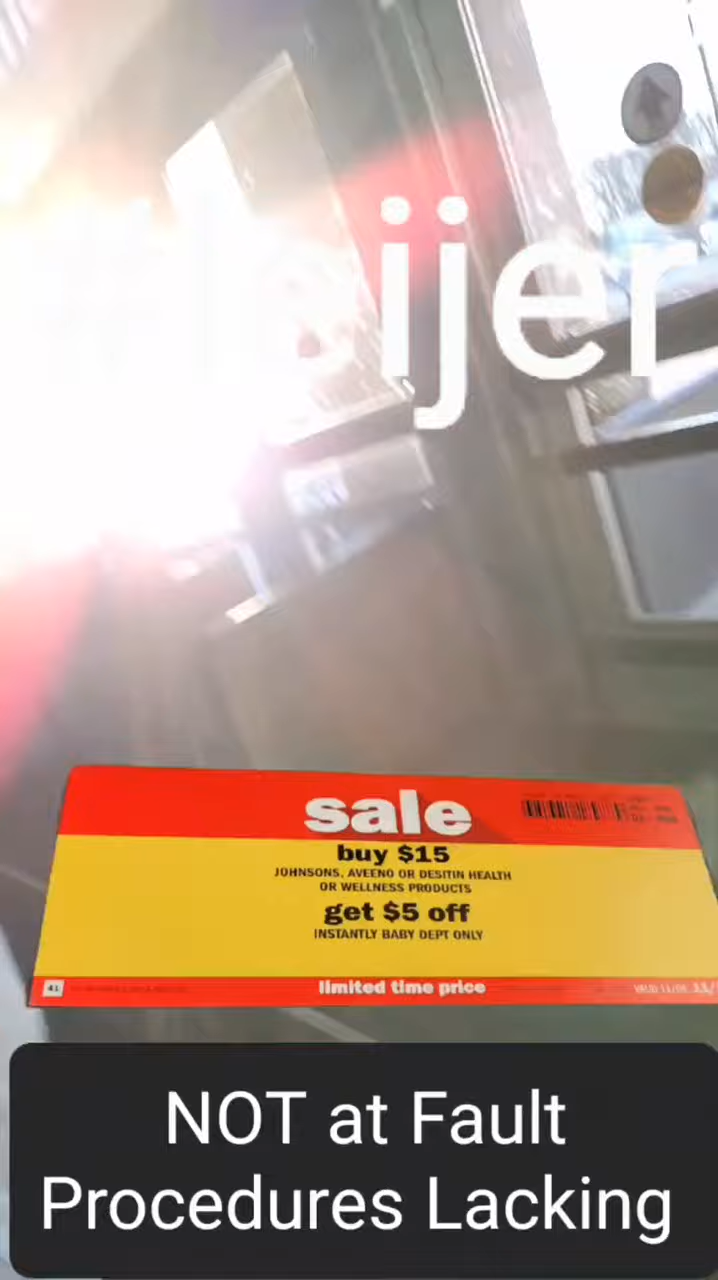 ijer
sale
buy $15
JOHNSONS, AVEENO OR DESITIN HEALTH
OR WELLNESS PRODUCTS
get $5 off
INSTANTLY BABY DEPT ONLY
41
limited time price
NOT at Fault
Procedures Lacking